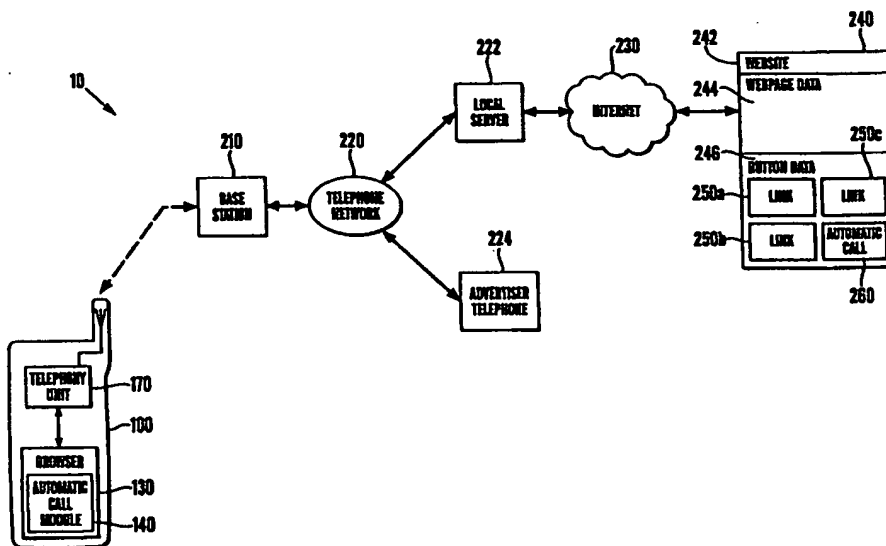 10
210
BASE
STATION
220
TELEPHONE
NETWORK
222
LOCAL
SERVER
230
INTERNET
224
ADVERTISER
TELEPHONE
240
242
WEBSITE
244
WEBPAGE DATA
246
BUTTON DATA
250c
250a
LINK
LINK
250b
LINK
AUTOMATIC
CALL
260
TELEPHONY
UNIT
170
100
BROWSER
130
AUTOMATIC
CALL
MODULE
140